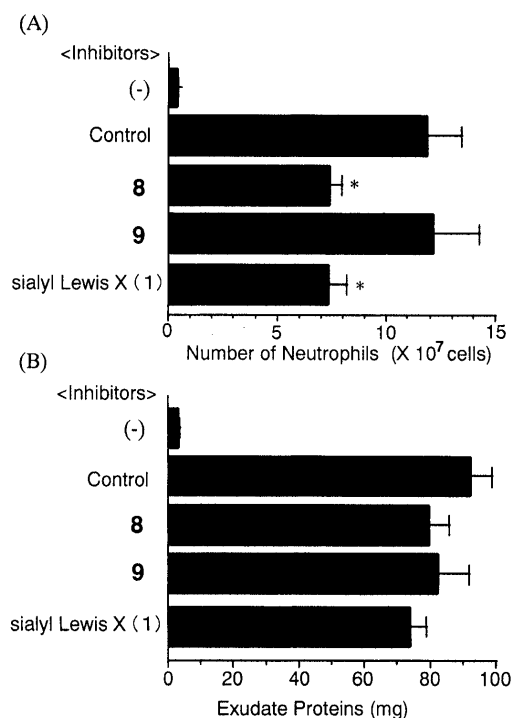 (A)
<Inhibitors>
(-)
Control
8 *
9
sialyl Lewis X (1) *
0 5 10 15
Number of Neutrophils (X 10⁷ cells)
(B)
<Inhibitors>
(-)
Control
8
9
sialyl Lewis X (1)
0 20 40 60 80 100
Exudate Proteins (mg)